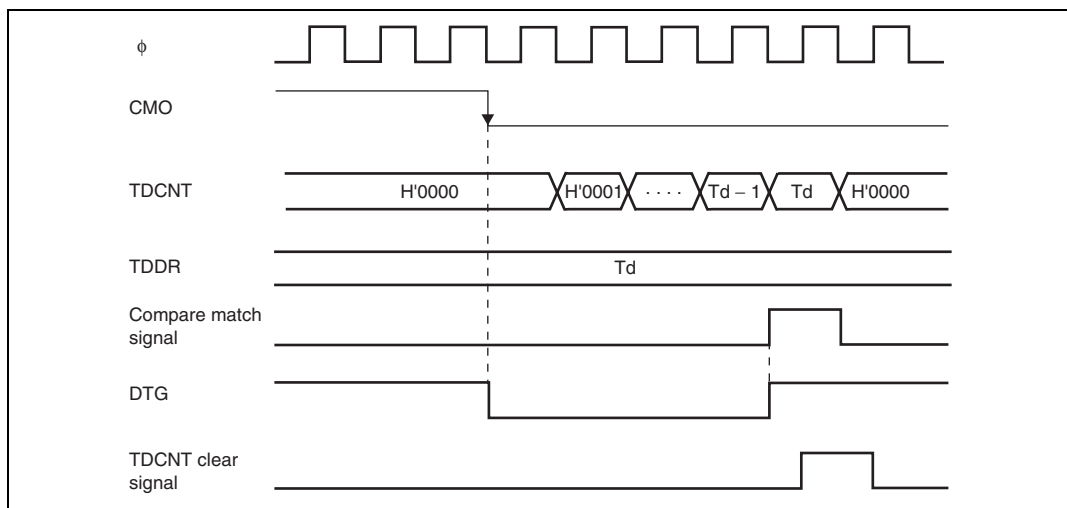 ϕ
CMO
TDCNT H'0000 H'0001 · · · · Td – 1 Td H'0000
TDDR Td
Compare match
signal
DTG
TDCNT clear
signal